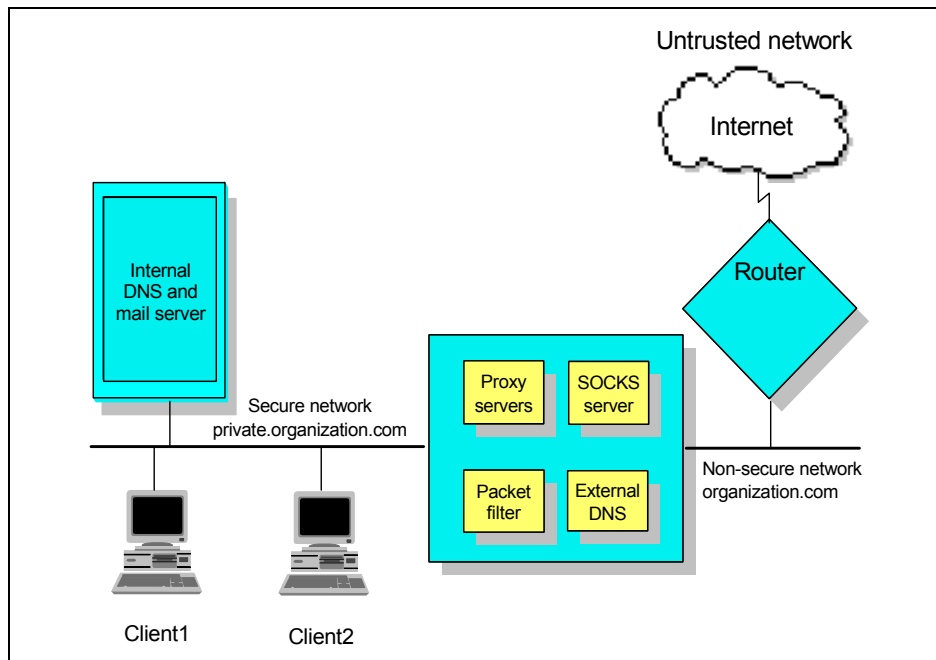 Untrusted network
Internet
Router
Internal
DNS and
mail server
Proxy
servers
SOCKS
server
Secure network
private.organization.com
Non-secure network
organization.com
Packet
filter
External
DNS
Client1
Client2